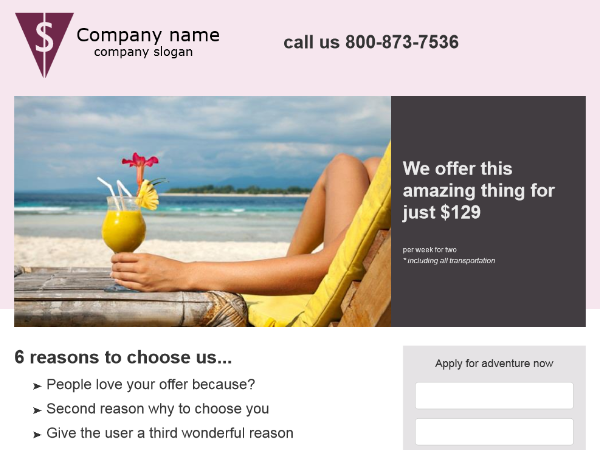 $
Company name
company slogan
call us 800-873-7536
We offer this
amazing thing for
just $129
per week for two
* including all transportation
6 reasons to choose us...
People love your offer because?
Second reason why to choose you
Give the user a third wonderful reason
Apply for adventure now